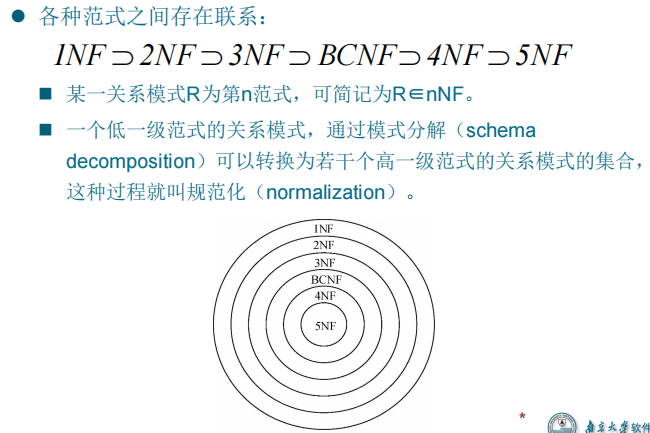 ● 各种范式之间存在联系：
1NF ⊃ 2NF ⊃ 3NF ⊃ BCNF ⊃ 4NF ⊃ 5NF
■ 某一关系模式R为第n范式，可简记为R∈nNF。
■ 一个低一级范式的关系模式，通过模式分解（schema
decomposition）可以转换为若干个高一级范式的关系模式的集合，
这种过程就叫规范化（normalization）。
1NF
2NF
3NF
BCNF
4NF
5NF
*
南京大学软件